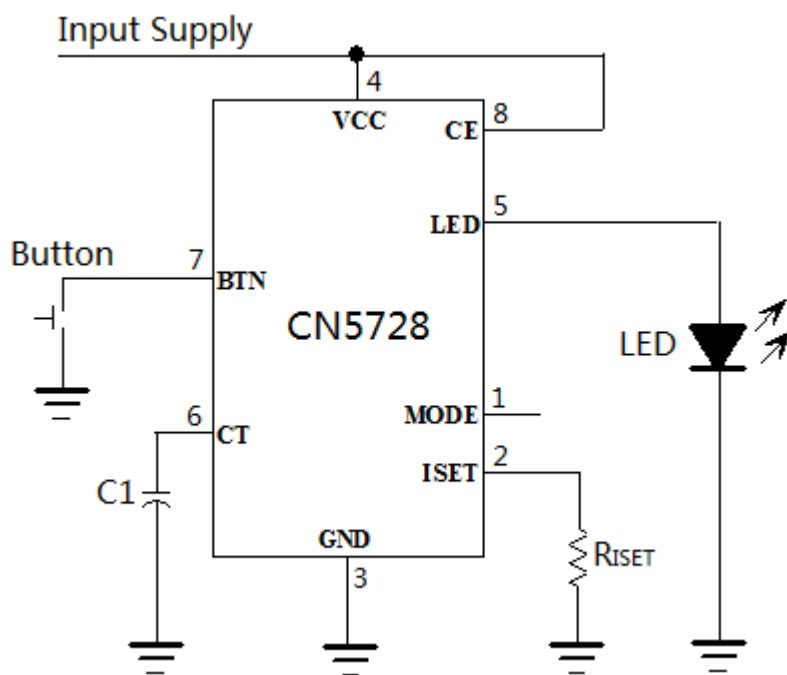 Input Supply
4
VCC
8
CE
5
LED
Button
7
BTN
CN5728
LED
6
CT
1
MODE
2
ISET
C1
GND
3
RISET